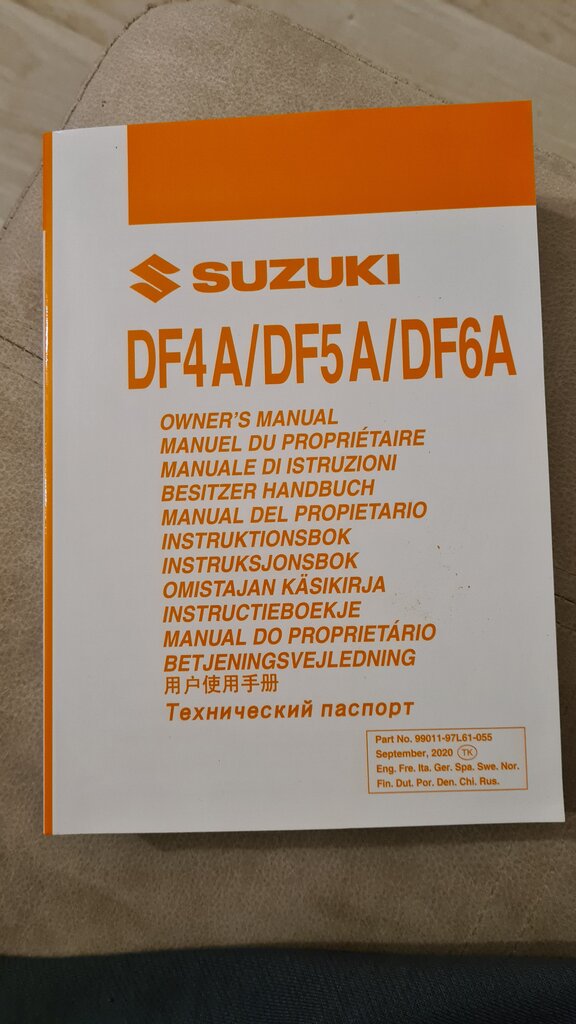 SUZUKI
DF4A/DF5A/DF6A
OWNER'S MANUAL
MANUEL DU PROPRIÉTAIRE
MANUALE DI ISTRUZIONI
BESITZER HANDBUCH
MANUAL DEL PROPIETARIO
INSTRUKTIONSBOK
INSTRUKSJONSBOK
OMISTAJAN KÄSIKIRJA
INSTRUCTIEBOEKJE
MANUAL DO PROPRIETÁRIO
BETJENINGSVEJLEDNING
用户使用手册
Технический паспорт
Part No. 99011-97L61-055
September, 2020 TK
Eng. Fre. Ita. Ger. Spa. Swe. Nor.
Fin. Dut. Por. Den. Chi. Rus.